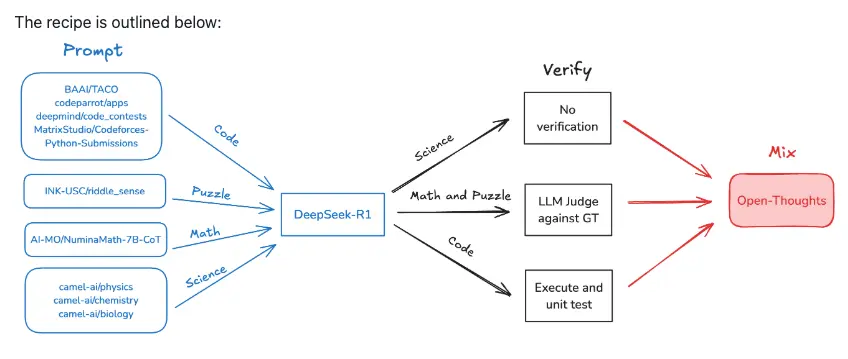 The recipe is outlined below:
Prompt
BAAI/TACO
codeparrot/apps
deepmind/code_contests
MatrixStudio/Codeforces-
Python-Submissions
INK-USC/riddle_sense
AI-MO/NuminaMath-7B-CoT
camel-ai/physics
camel-ai/chemistry
camel-ai/biology
Code
Puzzle
Math
Science
DeepSeek-R1
Science
Math and Puzzle
Code
Verify
No
verification
LLM Judge
against GT
Execute and
unit test
Mix
Open-Thoughts